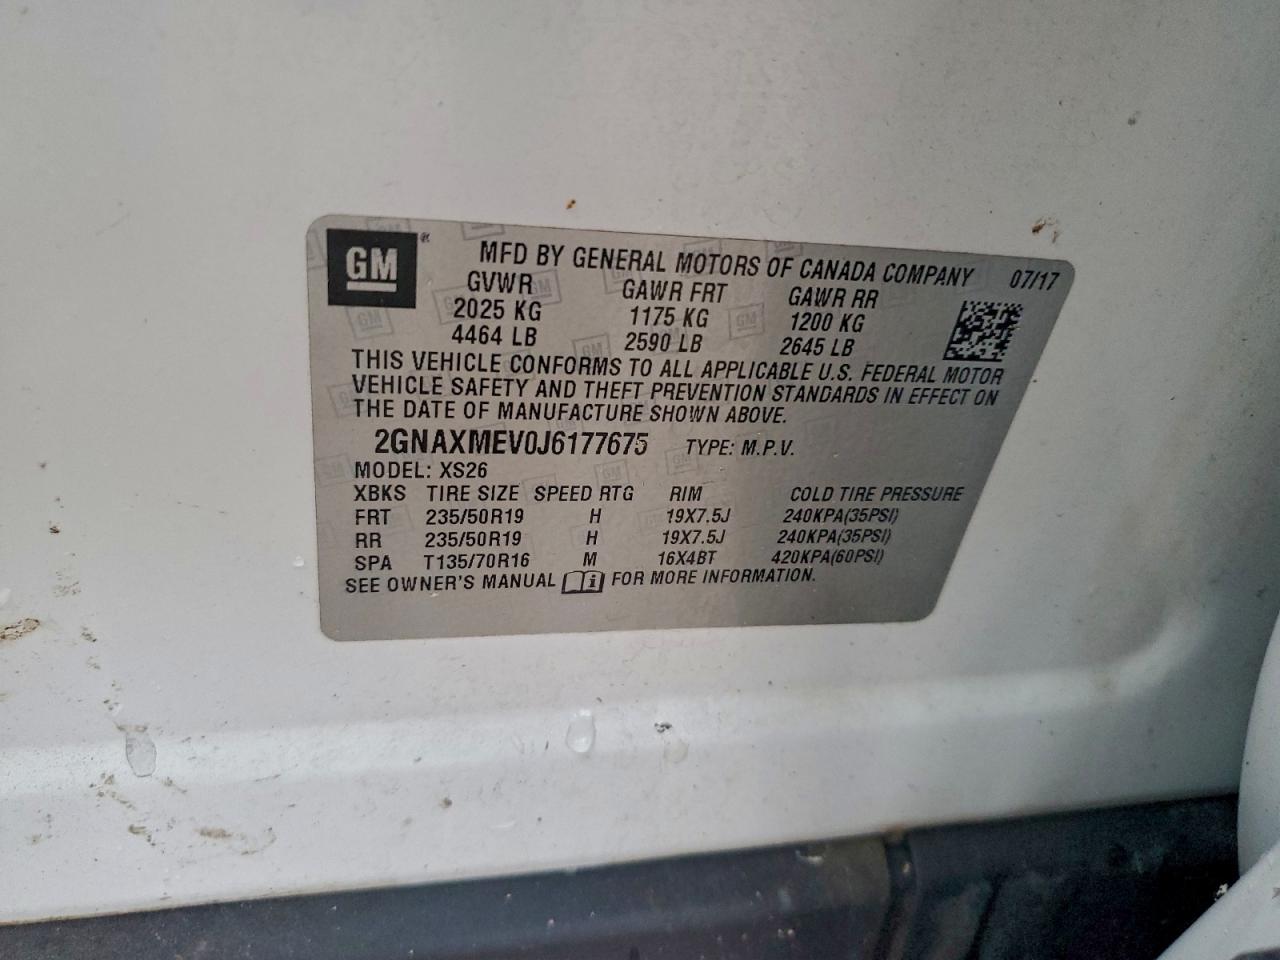 GM ®
MFD BY GENERAL MOTORS OF CANADA COMPANY 07/17
GVWR GAWR FRT GAWR RR
2025 KG 1175 KG 1200 KG
4464 LB 2590 LB 2645 LB
THIS VEHICLE CONFORMS TO ALL APPLICABLE U.S. FEDERAL MOTOR
VEHICLE SAFETY AND THEFT PREVENTION STANDARDS IN EFFECT ON
THE DATE OF MANUFACTURE SHOWN ABOVE.
2GNAXMEV0J6177675 TYPE: M.P.V.
MODEL: XS26
XBKS TIRE SIZE SPEED RTG RIM COLD TIRE PRESSURE
FRT 235/50R19 H 19X7.5J 240KPA(35PSI)
RR 235/50R19 H 19X7.5J 240KPA(35PSI)
SPA T135/70R16 M 16X4BT 420KPA(60PSI)
SEE OWNER'S MANUAL i FOR MORE INFORMATION.